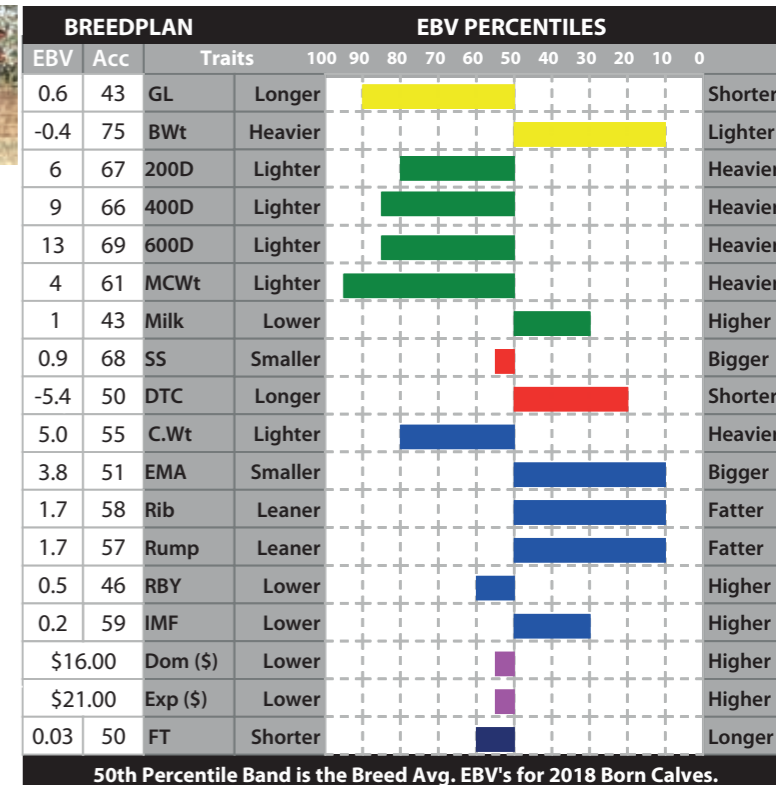 BREEDPLAN EBV PERCENTILES
EBV Acc Traits 100 90 80 70 60 50 40 30 20 10 0
0.6 43 GL Longer Shorter
-0.4 75 BWt Heavier Lighter
6 67 200D Lighter Heavier
9 66 400D Lighter Heavier
13 69 600D Lighter Heavier
4 61 MCWt Lighter Heavier
1 43 Milk Lower Higher
0.9 68 SS Smaller Bigger
-5.4 50 DTC Longer Shorter
5.0 55 C.Wt Lighter Heavier
3.8 51 EMA Smaller Bigger
1.7 58 Rib Leaner Fatter
1.7 57 Rump Leaner Fatter
0.5 46 RBY Lower Higher
0.2 59 IMF Lower Higher
$16.00 Dom ($) Lower Higher
$21.00 Exp ($) Lower Higher
0.03 50 FT Shorter Longer
50th Percentile Band is the Breed Avg. EBV's for 2018 Born Calves.